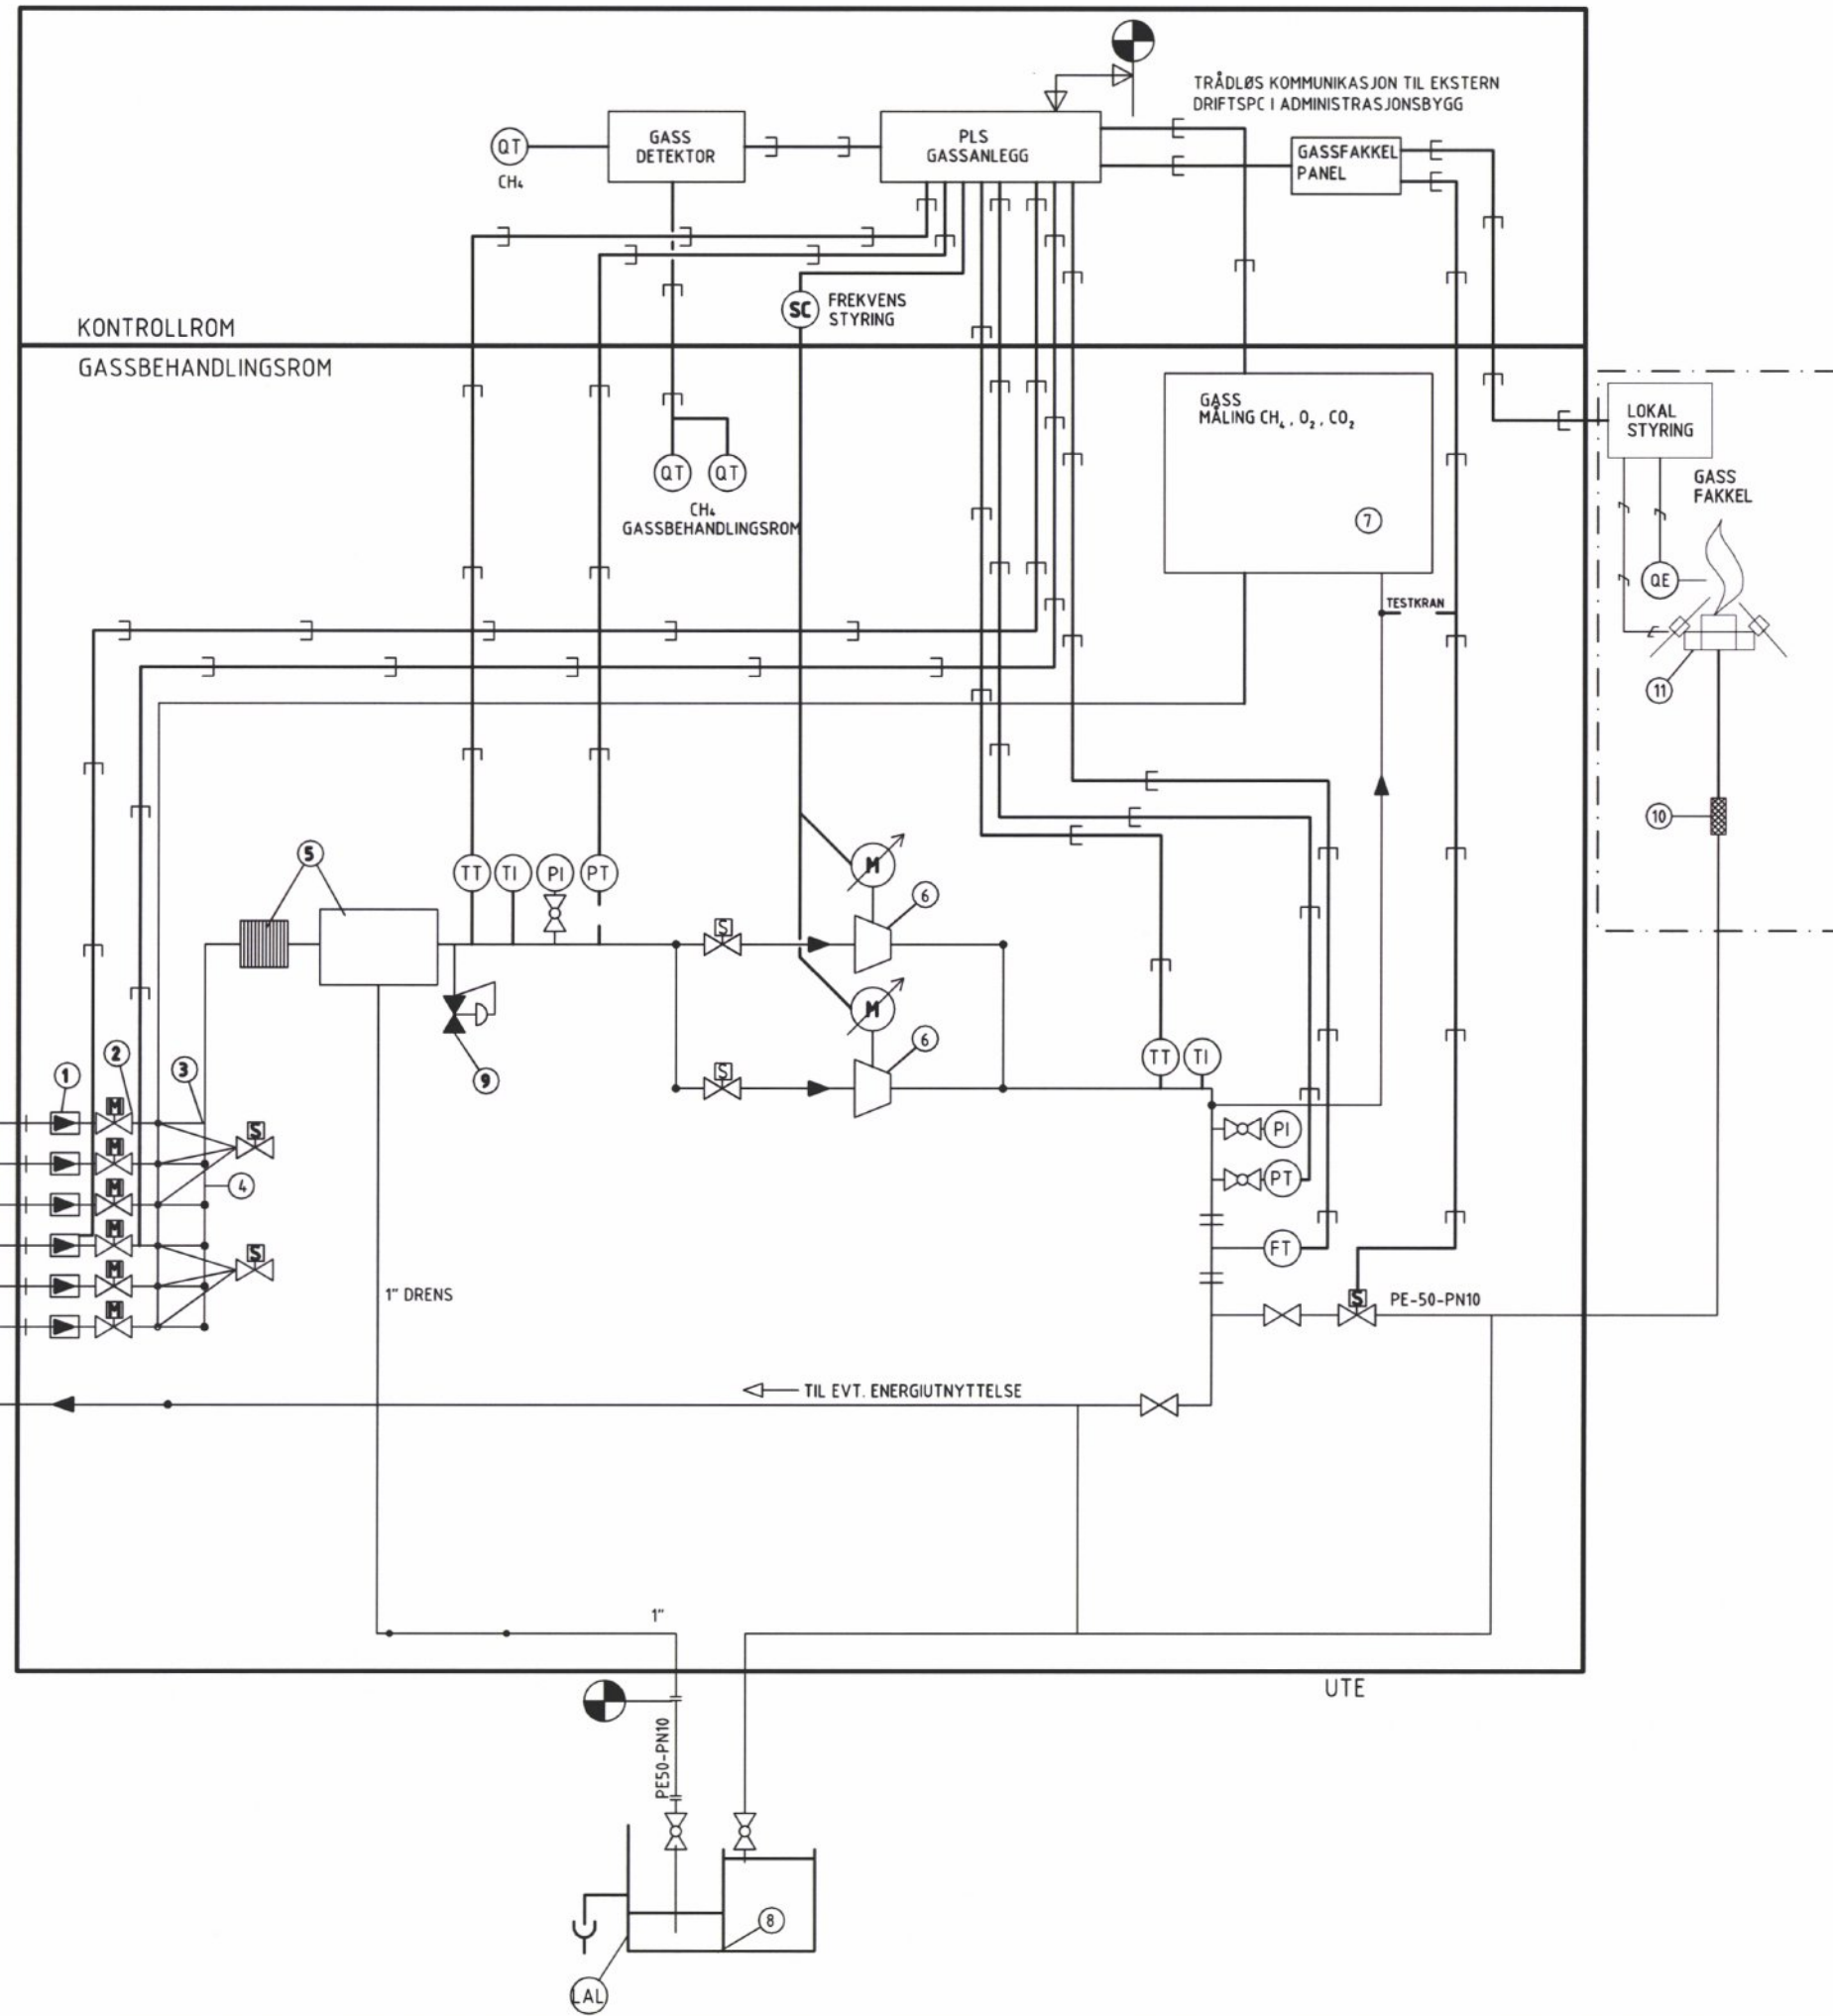 TRÅDLØS KOMMUNIKASJON TIL EKSTERN
DRIFTSPC I ADMINISTRASJONSBYGG
QT
CH₄
GASS
DETEKTOR
PLS
GASSANLEGG
GASSFAKKEL
PANEL
SC
FREKVENS
STYRING
KONTROLLROM
GASSBEHANDLINGSROM
GASS
MÅLING CH₄, O₂, CO₂
7
LOKAL
STYRING
GASS
FAKKEL
QT
QT
CH₄
GASSBEHANDLINGSROM
QE
TESTKRAN
11
10
5
TT
TI
PI
PT
M
6
S
M
6
S
9
TT
TI
1
2
3
M
M
M
M
M
M
S
S
4
PI
PT
FT
1" DRENS
S
PE-50-PN10
TIL EVT. ENERGIUTNYTTELSE
1"
UTE
PE50-PN10
8
LAL